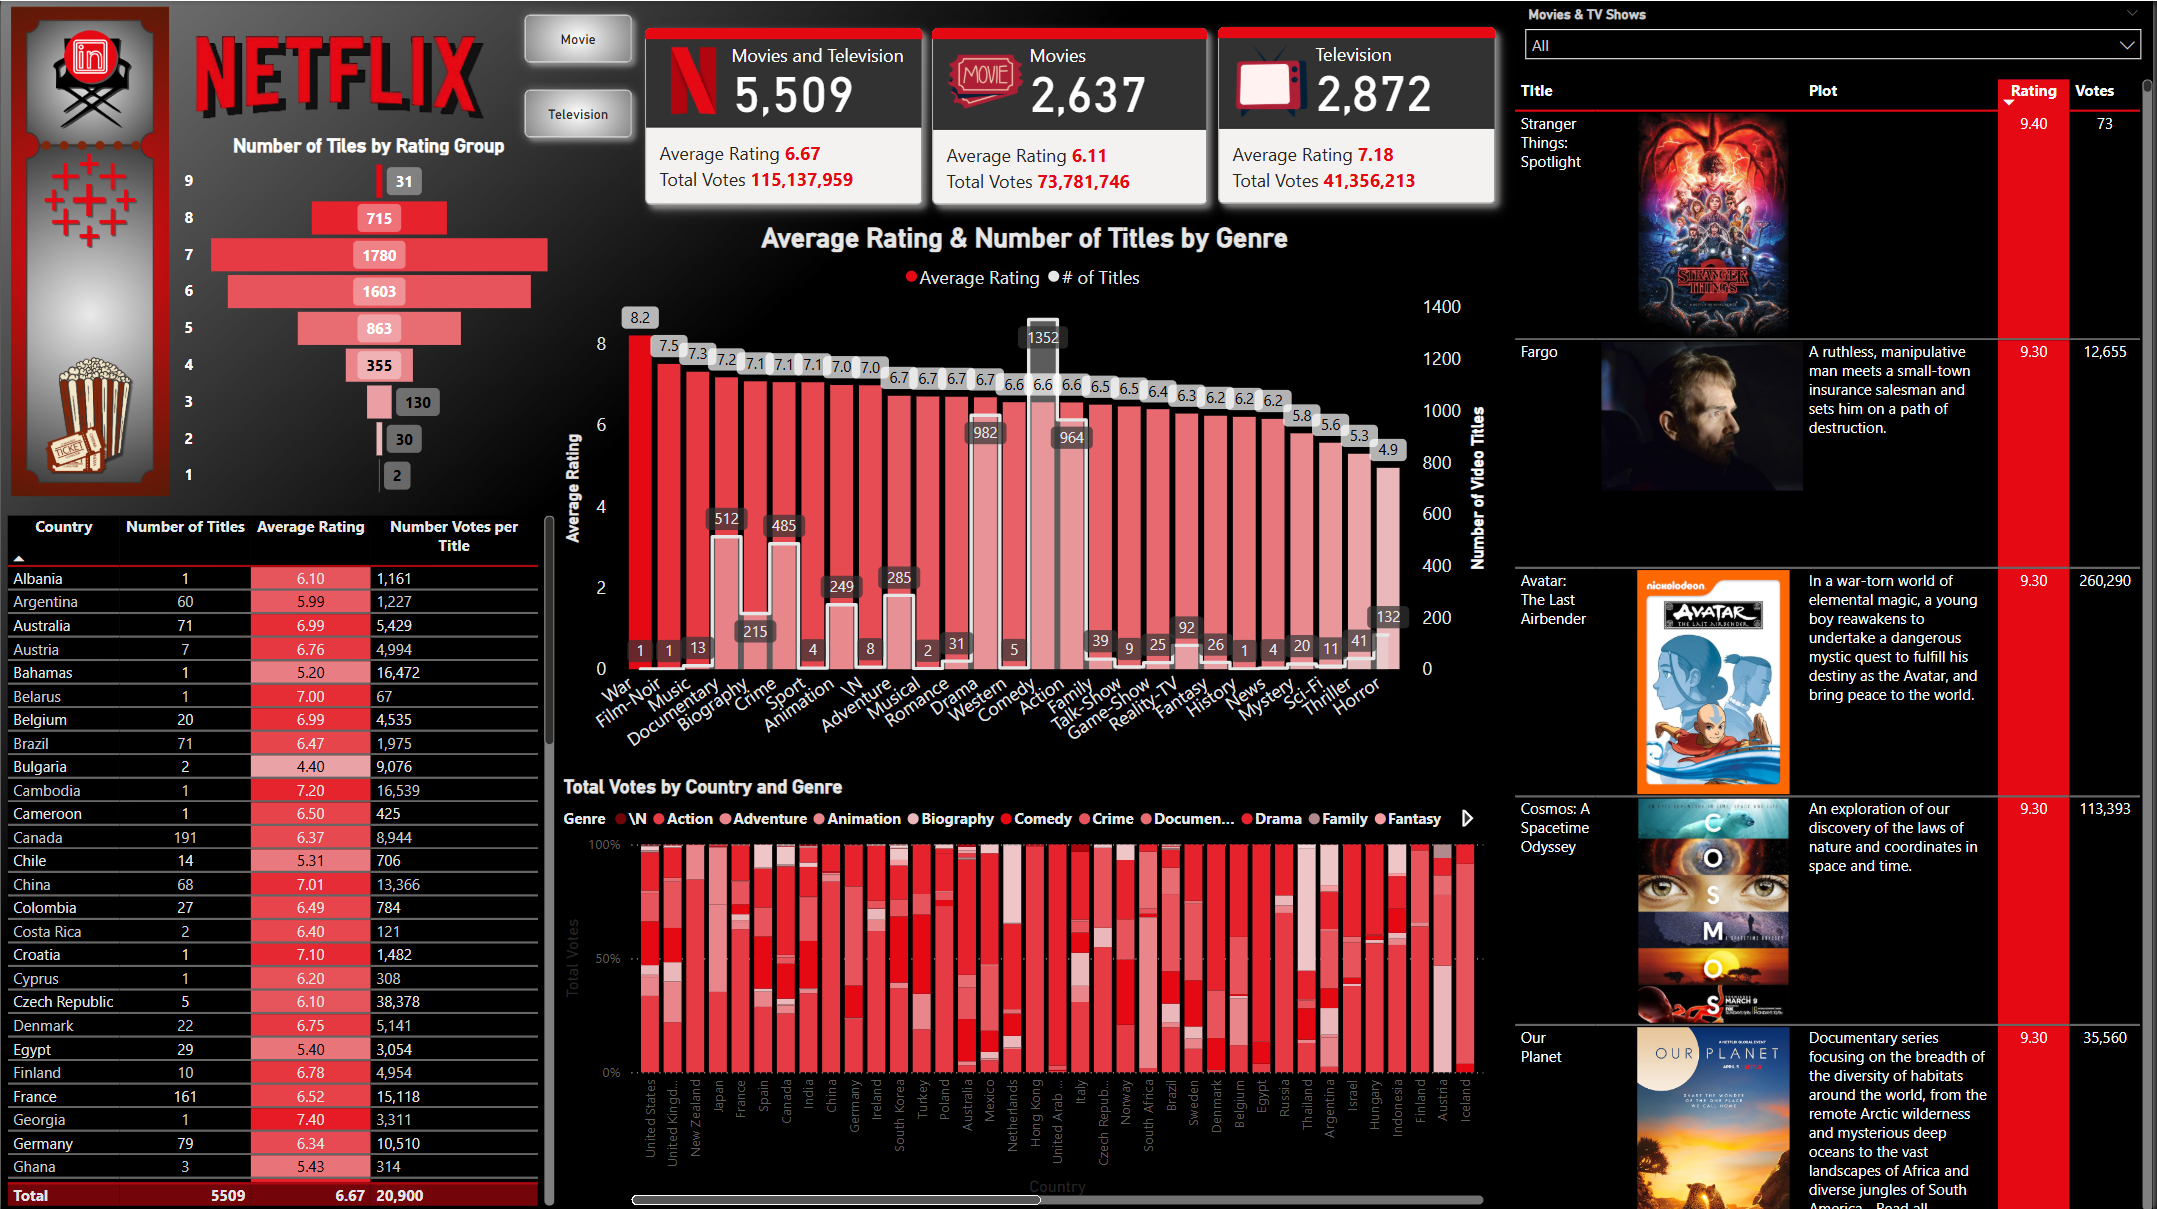 in
NETFLIX
Number of Tiles by Rating Group
9
31
8
715
7
1780
6
1603
5
863
4
355
3
130
2
30
1
2
TICKET
Movie
Television
Movies and Television
5,509
Average Rating 6.67
Total Votes 115,137,959
MOVIE
Movies
2,637
Average Rating 6.11
Total Votes 73,781,746
Television
2,872
Average Rating 7.18
Total Votes 41,356,213
Average Rating & Number of Titles by Genre
Average Rating # of Titles
Average Rating
8
6
4
2
0
8.2 7.5 7.3 7.2 7.1 7.1 7.1 7.0 7.0 6.7 6.7 6.7 6.7 6.6 6.6 6.6 6.5 6.5 6.4 6.3 6.2 6.2 6.2 5.8 5.6 5.3 4.9
1 1 13 512 215 485 4 249 8 285 2 31 982 5 1352 964 39 9 25 92 26 1 4 20 11 41 132
1400
1200
1000
800
600
400
200
0
Number of Video Titles
War
Film-Noir
Music
Documentary
Biography
Crime
Sport
Animation
\N
Adventure
Musical
Romance
Drama
Western
Comedy
Action
Family
Talk-Show
Game-Show
Reality-TV
Fantasy
History
News
Mystery
Sci-Fi
Thriller
Horror
Country Number of Titles Average Rating Number Votes per
Title
Albania 1 6.10 1,161
Argentina 60 5.99 1,227
Australia 71 6.99 5,429
Austria 7 6.76 4,994
Bahamas 1 5.20 16,472
Belarus 1 7.00 67
Belgium 20 6.99 4,535
Brazil 71 6.47 1,975
Bulgaria 2 4.40 9,076
Cambodia 1 7.20 16,539
Cameroon 1 6.50 425
Canada 191 6.37 8,944
Chile 14 5.31 706
China 68 7.01 13,366
Colombia 27 6.49 784
Costa Rica 2 6.40 121
Croatia 1 7.10 1,482
Cyprus 1 6.20 308
Czech Republic 5 6.10 38,378
Denmark 22 6.75 5,141
Egypt 29 5.40 3,054
Finland 10 6.78 4,954
France 161 6.52 15,118
Georgia 1 7.40 3,311
Germany 79 6.34 10,510
Ghana 3 5.43 314
Total 5509 6.67 20,900
Total Votes by Country and Genre
Genre \N Action Adventure Animation Biography Comedy Crime Documen... Drama Family Fantasy
100%
50%
0%
Total Votes
United States
United Kingd...
New Zealand
Japan
France
Spain
Canada
India
China
Germany
Ireland
South Korea
Turkey
Poland
Australia
Mexico
Netherlands
Hong Kong
United Arab ...
Italy
Czech Repub...
Norway
South Africa
Brazil
Sweden
Denmark
Belgium
Egypt
Russia
Thailand
Argentina
Israel
Hungary
Indonesia
Finland
Austria
Iceland
Country
Movies & TV Shows
All
TItle Plot Rating Votes
Stranger
Things:
Spotlight
STRANGER
THINGS
2
9.40 73
Fargo
A ruthless, manipulative
man meets a small-town
insurance salesman and
sets him on a path of
destruction.
9.30 12,655
Avatar:
The Last
Airbender
nickelodeon
AVATAR
THE LAST AIRBENDER
In a war-torn world of
elemental magic, a young
boy reawakens to
undertake a dangerous
mystic quest to fulfill his
destiny as the Avatar, and
bring peace to the world.
9.30 260,290
Cosmos: A
Spacetime
Odyssey
C
O
S
M
O
S
A SPACETIME ODYSSEY
MARCH 9
An exploration of our
discovery of the laws of
nature and coordinates in
space and time.
9.30 113,393
Our
Planet
A NETFLIX GLOBAL EVENT
OUR PLANET
SHARE THE WONDER
OF THE ONE PLACE
WE CALL HOME
Documentary series
focusing on the breadth of
the diversity of habitats
around the world, from the
remote Arctic wilderness
and mysterious deep
oceans to the vast
landscapes of Africa and
diverse jungles of South
America... Read all
9.30 35,560